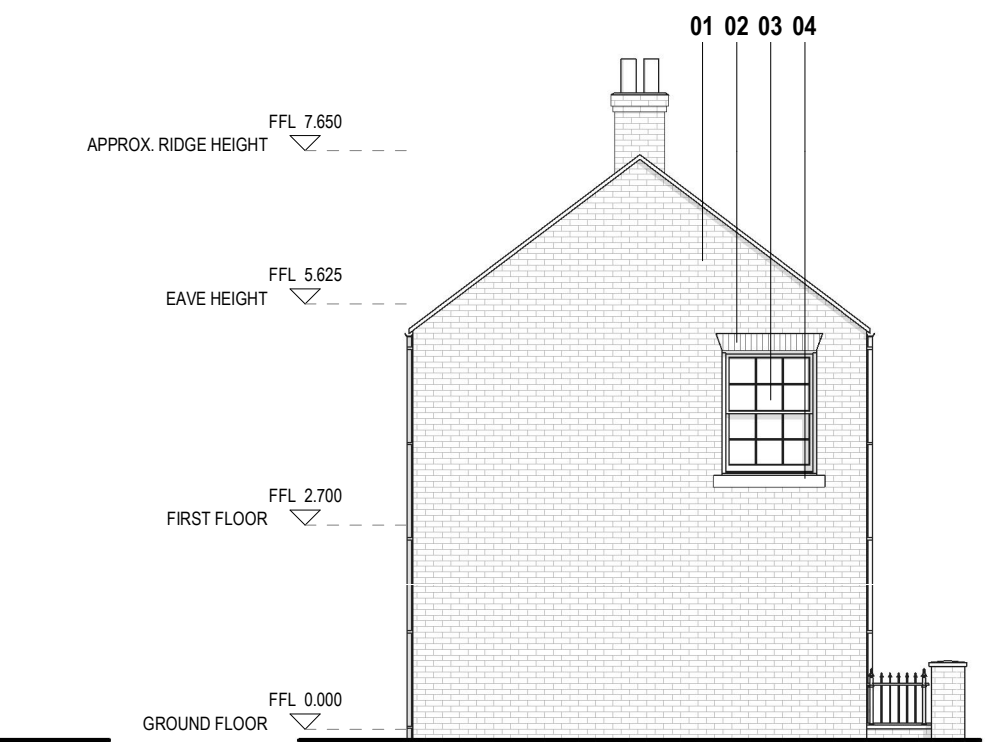 01 02 03 04
FFL 7.650
APPROX. RIDGE HEIGHT
FFL 5.625
EAVE HEIGHT
FFL 2.700
FIRST FLOOR
FFL 0.000
GROUND FLOOR